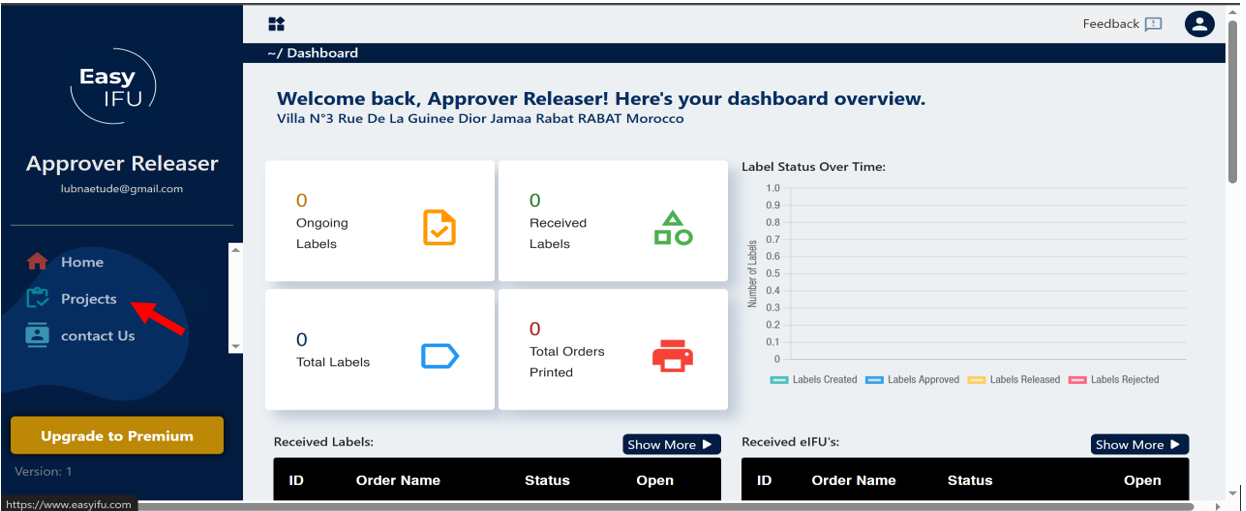 Easy
IFU
Approver Releaser
lubnaetude@gmail.com
Home
Projects
contact Us
Upgrade to Premium
Version: 1
https://www.easyifu.com
Feedback
~/ Dashboard
Welcome back, Approver Releaser! Here's your dashboard overview.
Villa N°3 Rue De La Guinee Dior Jamaa Rabat RABAT Morocco
0
Ongoing
Labels
0
Received
Labels
0
Total Labels
0
Total Orders
Printed
Label Status Over Time:
Number of Labels
1.0
0.9
0.8
0.7
0.6
0.5
0.4
0.3
0.2
0.1
0
Labels Created Labels Approved Labels Released Labels Rejected
Received Labels:
Show More
ID Order Name Status Open
Received eIFU's:
Show More
ID Order Name Status Open